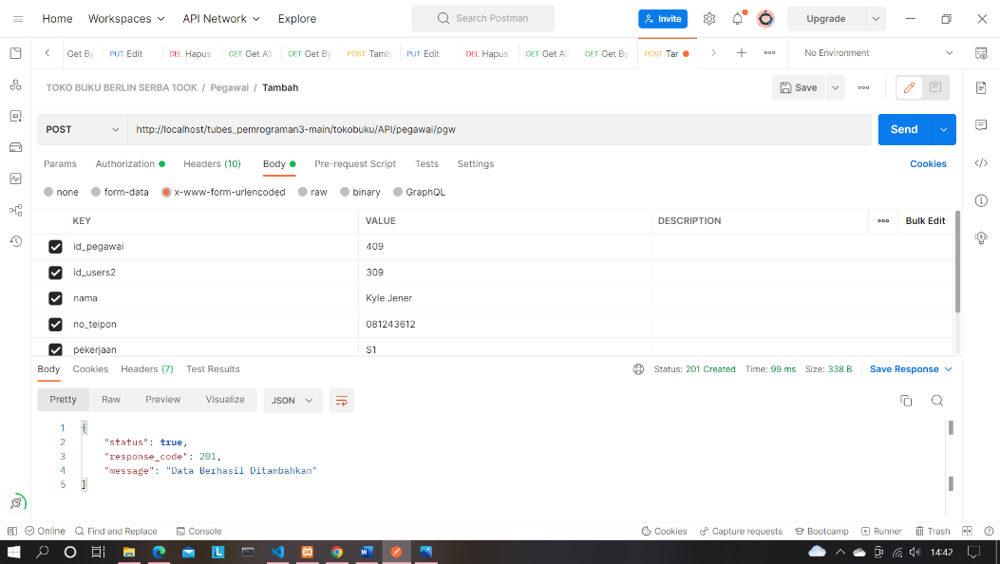 Home Workspaces API Network Explore Search Postman Invite Upgrade
Get By PUT Edit DEL Hapus GET Get All GET Get By POST Tamb PUT Edit DEL Hapus GET Get All GET Get By POST Tar No Environment
TOKO BUKU BERLIN SERBA 1OOK / Pegawai / Tambah Save
POST http://localhost/tubes_pemrograman3-main/tokobuku/API/pegawai/pgw Send
Params Authorization Headers (10) Body Pre-request Script Tests Settings Cookies
none form-data x-www-form-urlencoded raw binary GraphQL
KEY VALUE DESCRIPTION Bulk Edit
id_pegawai 409
id_users2 309
nama Kyle Jener
no_telpon 081243612
pekerjaan S1
Body Cookies Headers (7) Test Results Status: 201 Created Time: 99 ms Size: 338 B Save Response
Pretty Raw Preview Visualize JSON
1 {
2 "status": true,
3 "response_code": 201,
4 "message": "Data Berhasil Ditambahkan"
5 }
Online Find and Replace Console Cookies Capture requests Bootcamp Runner Trash
14:42